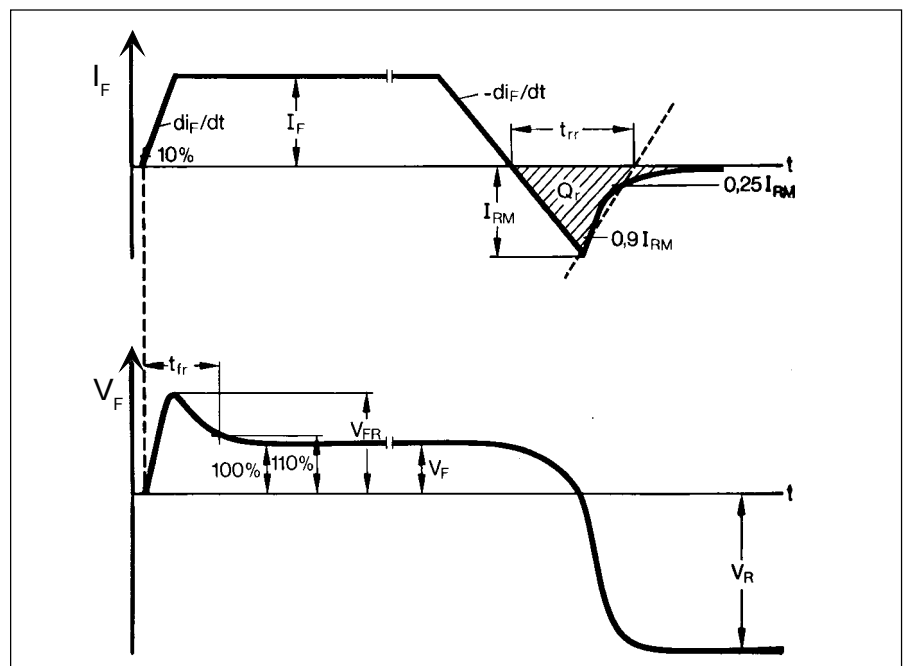 I_F
di_F/dt
10%
I_F
-di_F/dt
t_rr
t
I_RM
Q_r
0,25 I_RM
0,9 I_RM
V_F
t_fr
V_FR
100%
110%
V_F
t
V_R